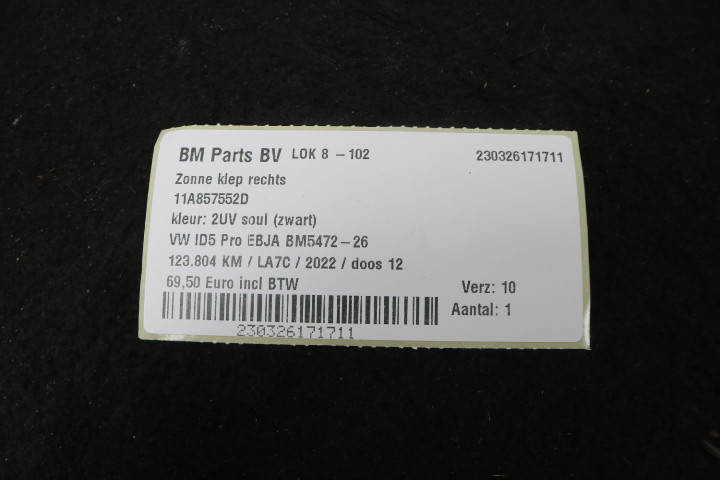 BM Parts BV LOK 8 - 102 230326171711
Zonne klep rechts
11A857552D
kleur: 2UV soul (zwart)
VW ID5 Pro EBJA BM5472-26
123.804 KM / LA7C / 2022 / doos 12
69,50 Euro incl BTW Verz: 10
Aantal: 1
230326171711